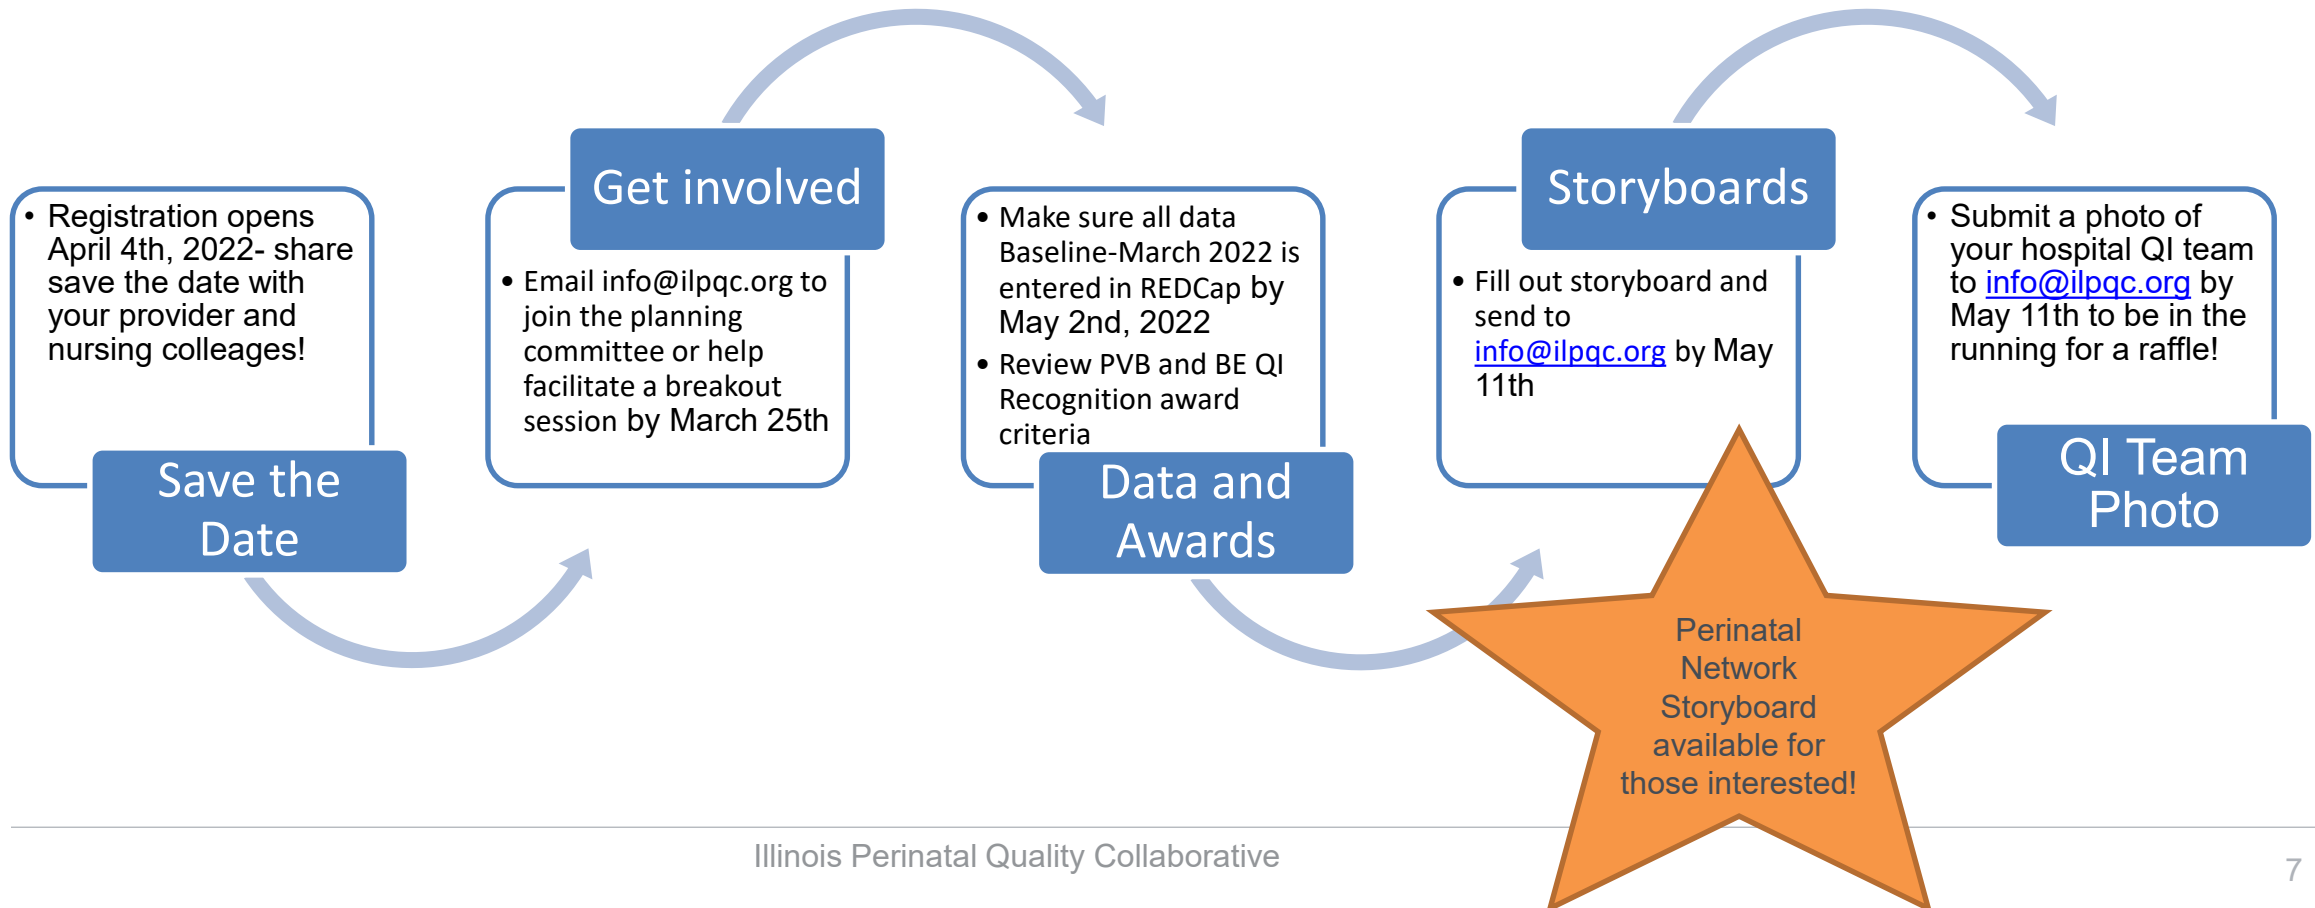 • Registration opens
April 4th, 2022- share
save the date with
your provider and
nursing colleages!
Save the
Date
Get involved
• Email info@ilpqc.org to
join the planning
committee or help
facilitate a breakout
session by March 25th
• Make sure all data
Baseline-March 2022 is
entered in REDCap by
May 2nd, 2022
• Review PVB and BE QI
Recognition award
criteria
Data and
Awards
Storyboards
• Fill out storyboard and
send to
info@ilpqc.org by May
11th
• Submit a photo of
your hospital QI team
to info@ilpqc.org by
May 11th to be in the
running for a raffle!
QI Team
Photo
Perinatal
Network
Storyboard
available for
those interested!
Illinois Perinatal Quality Collaborative
7